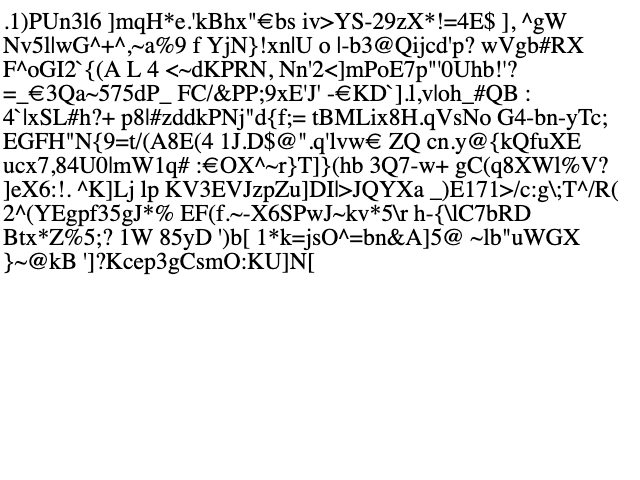 .1)PUn3l6 ]mqH*e.'kBhx"€bs iv>YS-29zX*!=4E$ ], ^gW
Nv5l|wG^+^,~a%9 f YjN}!xn|U o |-b3@Qijcd'p? wVgb#RX
F^oGI2`{(A L 4 <~dKPRN, Nn'2<]mPoE7p"'0Uhb!'?
=_€3Qa~575dP_ FC/&PP;9xE'J' -€KD`].l,v|oh_#QB :
4`|xSL#h?+ p8|#zddkPNj"d{f;= tBMLix8H.qVsNo G4-bn-yTc;
EGFH"N{9=t/(A8E(4 1J.D$@".q'lvw€ ZQ cn.y@{kQfuXE
ucx7,84U0|mW1q# :€OX^~r}T]}(hb 3Q7-w+ gC(q8XWl%V?
]eX6:!. ^K]Lj lp KV3EVJzpZu]DI|>JQYXa _)E171>/c:g\;T^/R(
2^(YEgpf35gJ*% EF(f.~-X6SPwJ~kv*5\r h-{\lC7bRD
Btx*Z%5;? 1W 85yD ')b[ 1*k=jsO^=bn&A]5@ ~lb"uWGX
}~@kB ']?Kcep3gCsmO:KU]N[